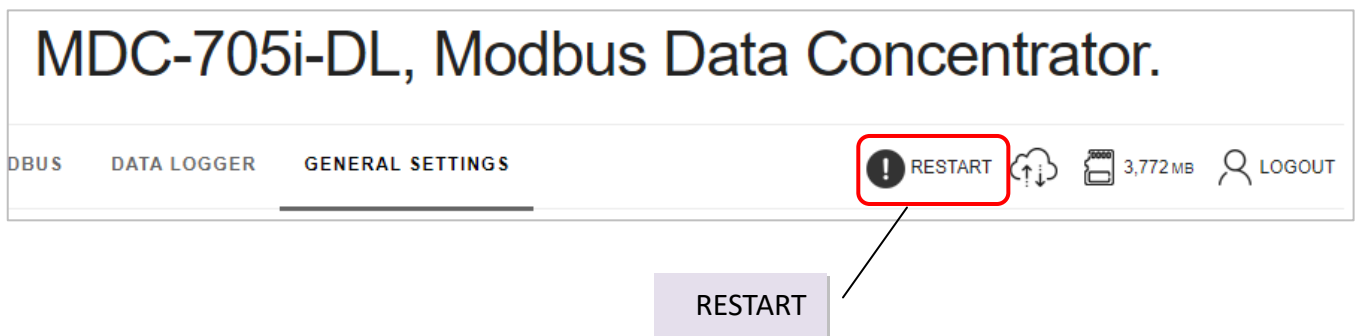 MDC-705i-DL, Modbus Data Concentrator.
DBUS DATA LOGGER GENERAL SETTINGS RESTART 3,772 MB LOGOUT
RESTART